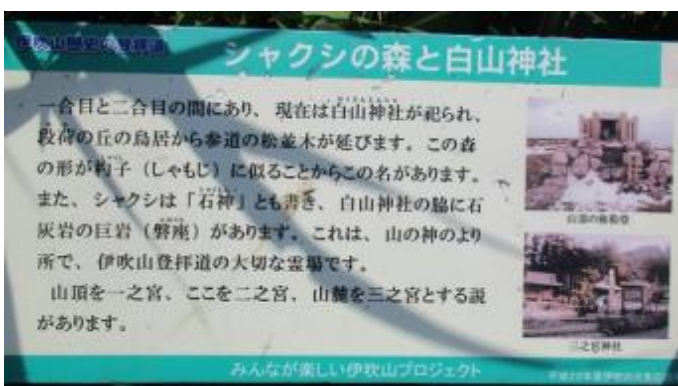 伊吹山歴史の登拝道
シャクシの森と白山神社
一合目と二合目の間にあり、現在は白山神社が祀られ、
段荷の丘の鳥居から参道の松並木が延びます。この森
の形が杓子(しゃもじ)に似ることからこの名があります。
また、シャクシは「石神」とも書き、白山神社の脇に石
灰岩の巨岩(磐座)があります。これは、山の神のより
所で、伊吹山登拝道の大切な霊場です。
山頂を一之宮、ここを二之宮、山麓を三之宮とする説
があります。
三之宮神社
みんなが楽しい伊吹山プロジェクト